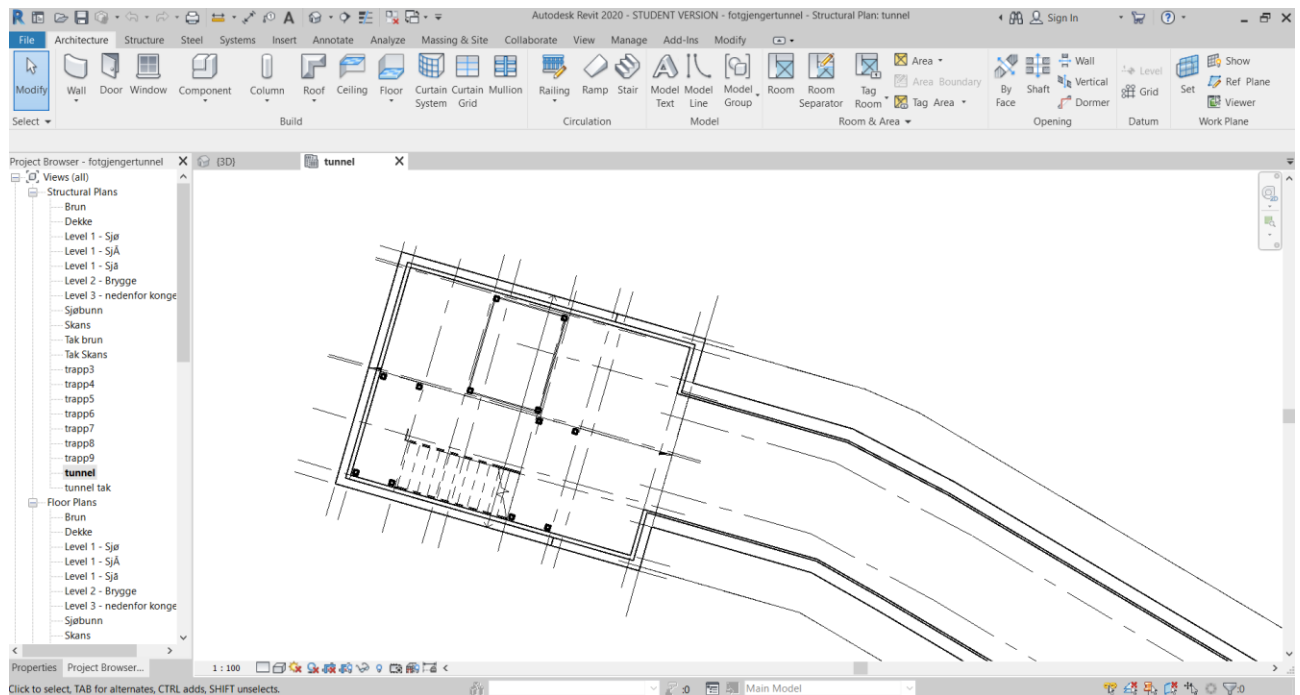 Autodesk Revit 2020 - STUDENT VERSION - fotgjengertunnel - Structural Plan: tunnel
Sign In
File Architecture Structure Steel Systems Insert Annotate Analyze Massing & Site Collaborate View Manage Add-Ins Modify
Modify Wall Door Window Component Column Roof Ceiling Floor Curtain System Curtain Grid Mullion Railing Ramp Stair Model Text Model Line Model Group Room Room Separator Tag Room Area Area Boundary Tag Area By Face Shaft Wall Vertical Dormer Level Grid Set Show Ref Plane Viewer
Select Build Circulation Model Room & Area Opening Datum Work Plane
Project Browser - fotgjengertunnel X {3D} tunnel X
Views (all)
Structural Plans
Brun
Dekke
Level 1 - Sjø
Level 1 - SjÅ
Level 1 - Sjã
Level 2 - Brygge
Level 3 - nedenfor konge
Sjøbunn
Skans
Tak brun
Tak Skans
trapp3
trapp4
trapp5
trapp6
trapp7
trapp8
trapp9
tunnel
tunnel tak
Floor Plans
Brun
Dekke
Level 1 - Sjø
Level 1 - SjÅ
Level 1 - Sjã
Level 2 - Brygge
Level 3 - nedenfor konge
Sjøbunn
Skans
Properties Project Browser... 1 : 100
Click to select, TAB for alternates, CTRL adds, SHIFT unselects. :0 Main Model :0